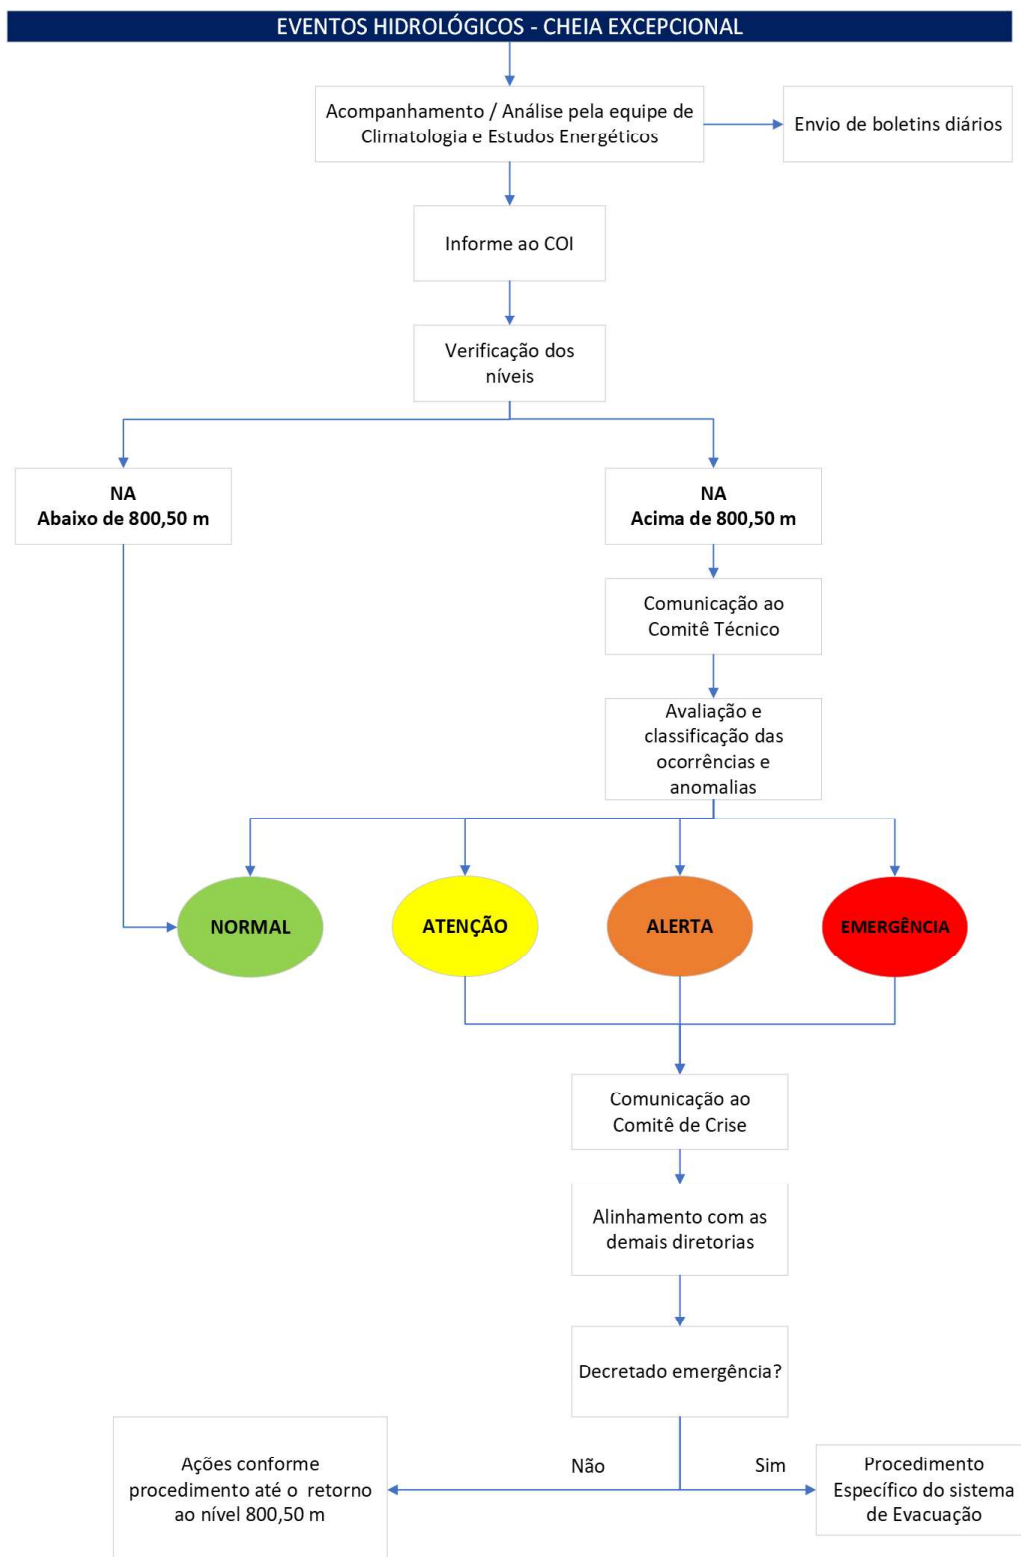 EVENTOS HIDROLÓGICOS - CHEIA EXCEPCIONAL
Acompanhamento / Análise pela equipe de
Climatologia e Estudos Energéticos
Envio de boletins diários
Informe ao COI
Verificação dos
níveis
NA
Abaixo de 800,50 m
NA
Acima de 800,50 m
Comunicação ao
Comitê Técnico
Avaliação e
classificação das
ocorrências e
anomalias
NORMAL
ATENÇÃO
ALERTA
EMERGÊNCIA
Comunicação ao
Comitê de Crise
Alinhamento com as
demais diretorias
Decretado emergência?
Não
Sim
Ações conforme
procedimento até o retorno
ao nível 800,50 m
Procedimento
Específico do sistema
de Evacuação